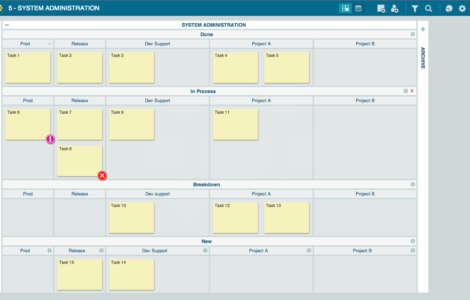 5 - SYSTEM ADMINISTRATION
SYSTEM ADMINISTRATION
Done
Prod Release Dev Support Project A Project B
Task 1 Task 2 Task 3 Task 4 Task 5
In Process
Prod Release Dev Support Project A Project B
Task 6 Task 7 Task 9 Task 11
Task 8
Breakdown
Prod Release Dev support Project A Project B
Task 10 Task 12 Task 13
New
Prod Release Dev Support Project A Project B
Task 15 Task 14
ARCHIVE